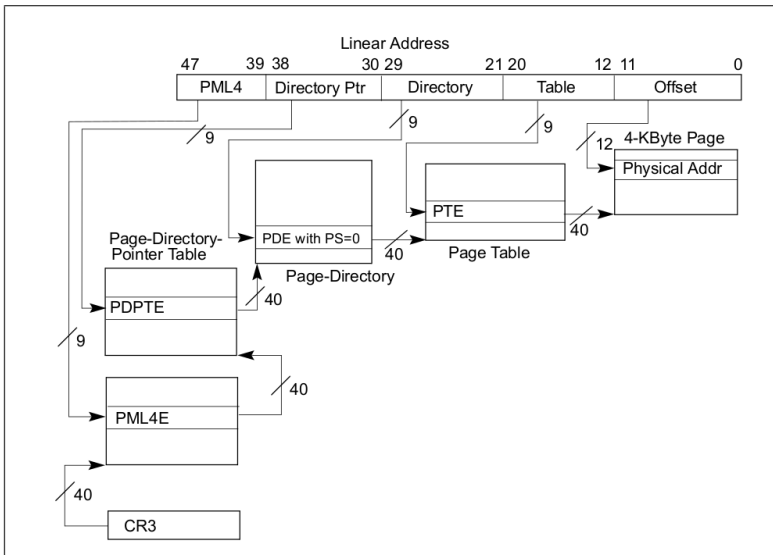 Linear Address
47 39 38 30 29 21 20 12 11 0
PML4 Directory Ptr Directory Table Offset
9 9 9 12 4-KByte Page
Physical Addr
PTE
40
Page Table
PDE with PS=0
40
Page-Directory
Page-Directory-
Pointer Table
PDPTE
40
9
40
PML4E
40
CR3